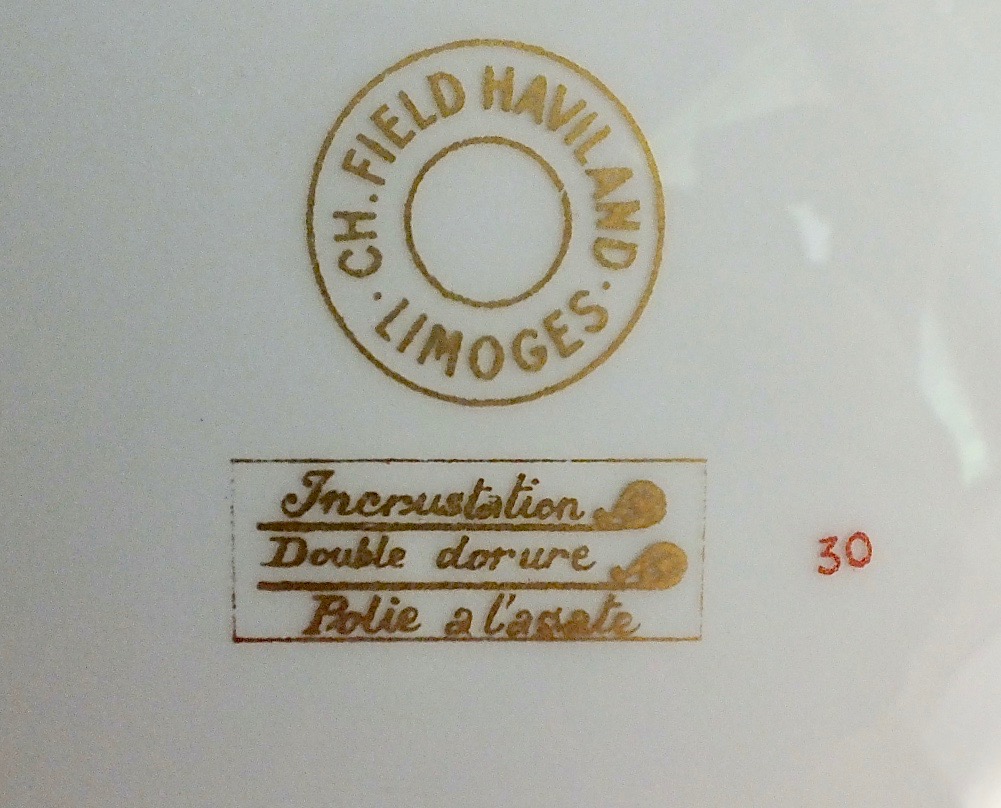 CH. FIELD HAVILAND
· LIMOGES ·
Incrustation
Double dorure
Polie a l'agate
30